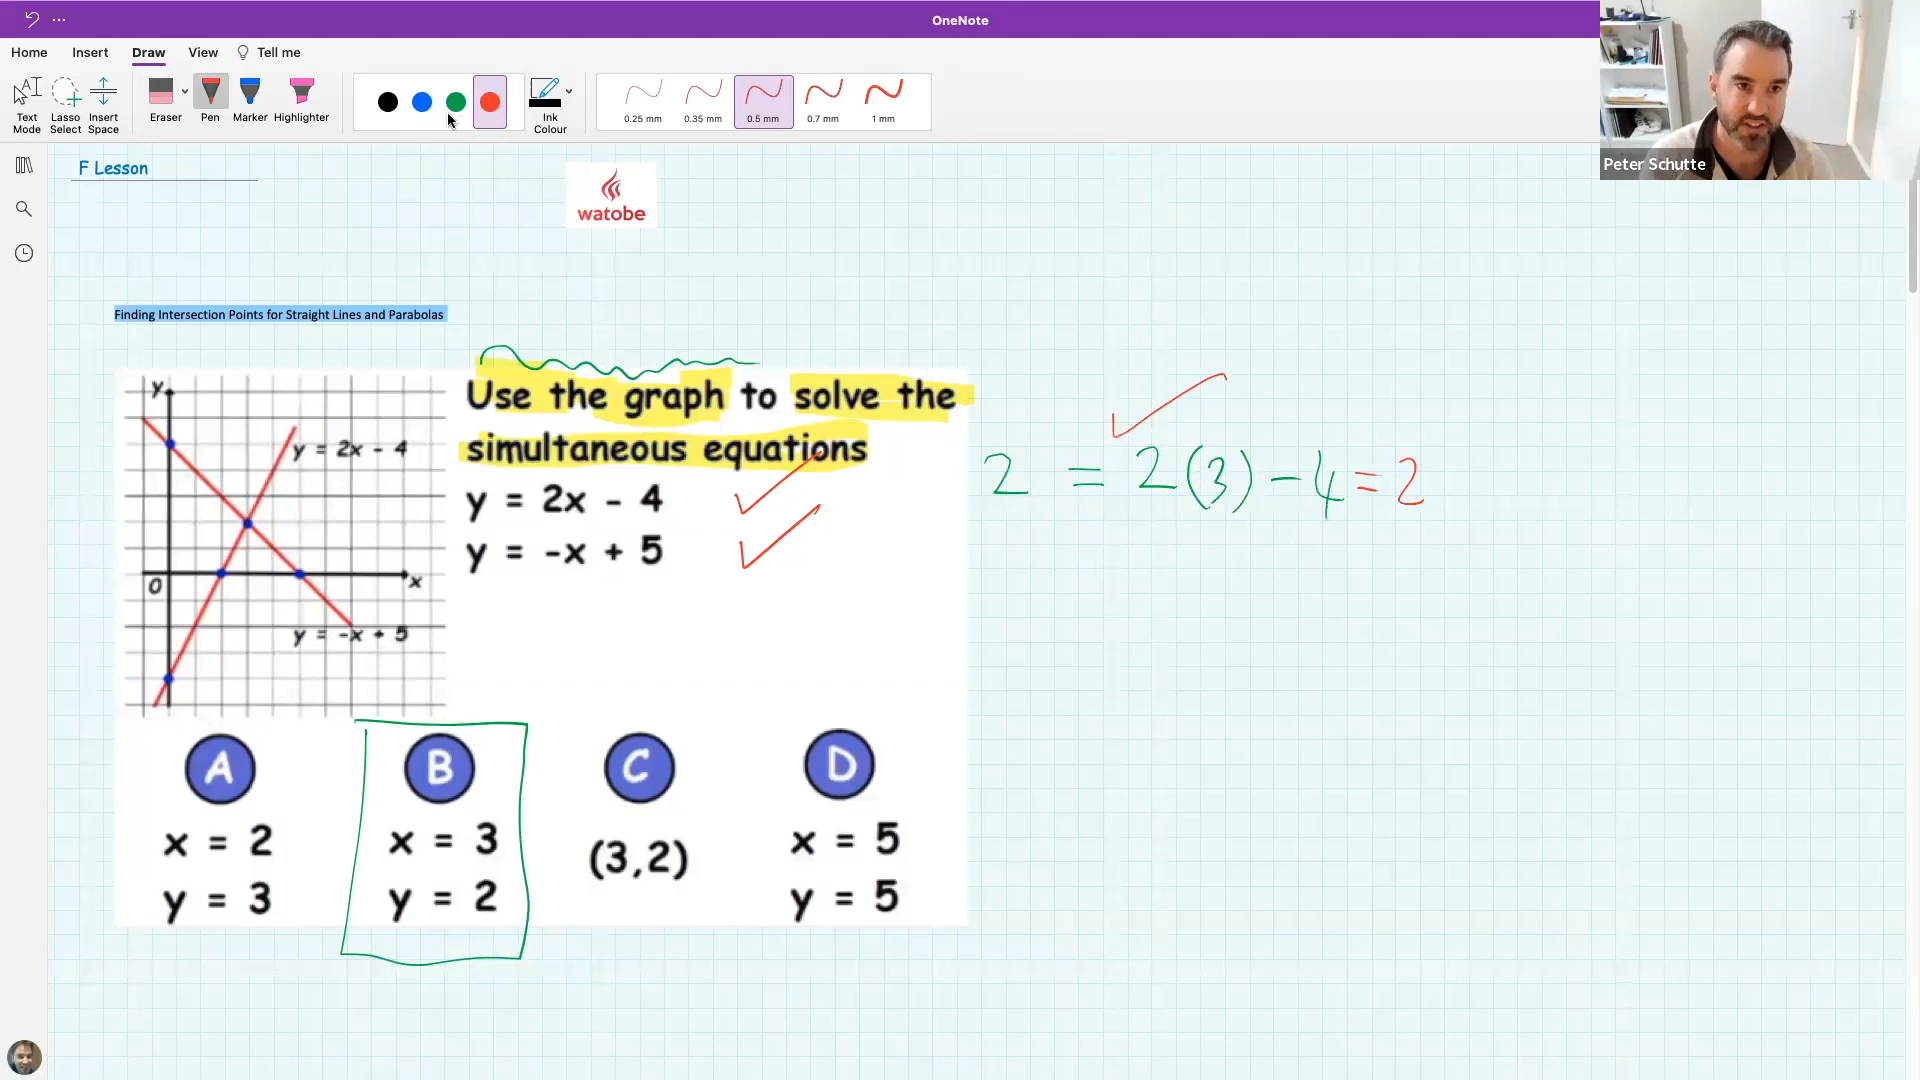 OneNote
Home Insert Draw View Tell me
Text Mode
Lasso Select
Insert Space
Eraser
Pen
Marker
Highlighter
Ink Colour
0.25 mm
0.35 mm
0.5 mm
0.7 mm
1 mm
Peter Schutte
F Lesson
watobe
Finding Intersection Points for Straight Lines and Parabolas
y
y = 2x - 4
0
x
y = -x + 5
Use the graph to solve the
simultaneous equations
y = 2x - 4
y = -x + 5
2 = 2(3) - 4 = 2
A
x = 2
y = 3
B
x = 3
y = 2
C
(3,2)
D
x = 5
y = 5